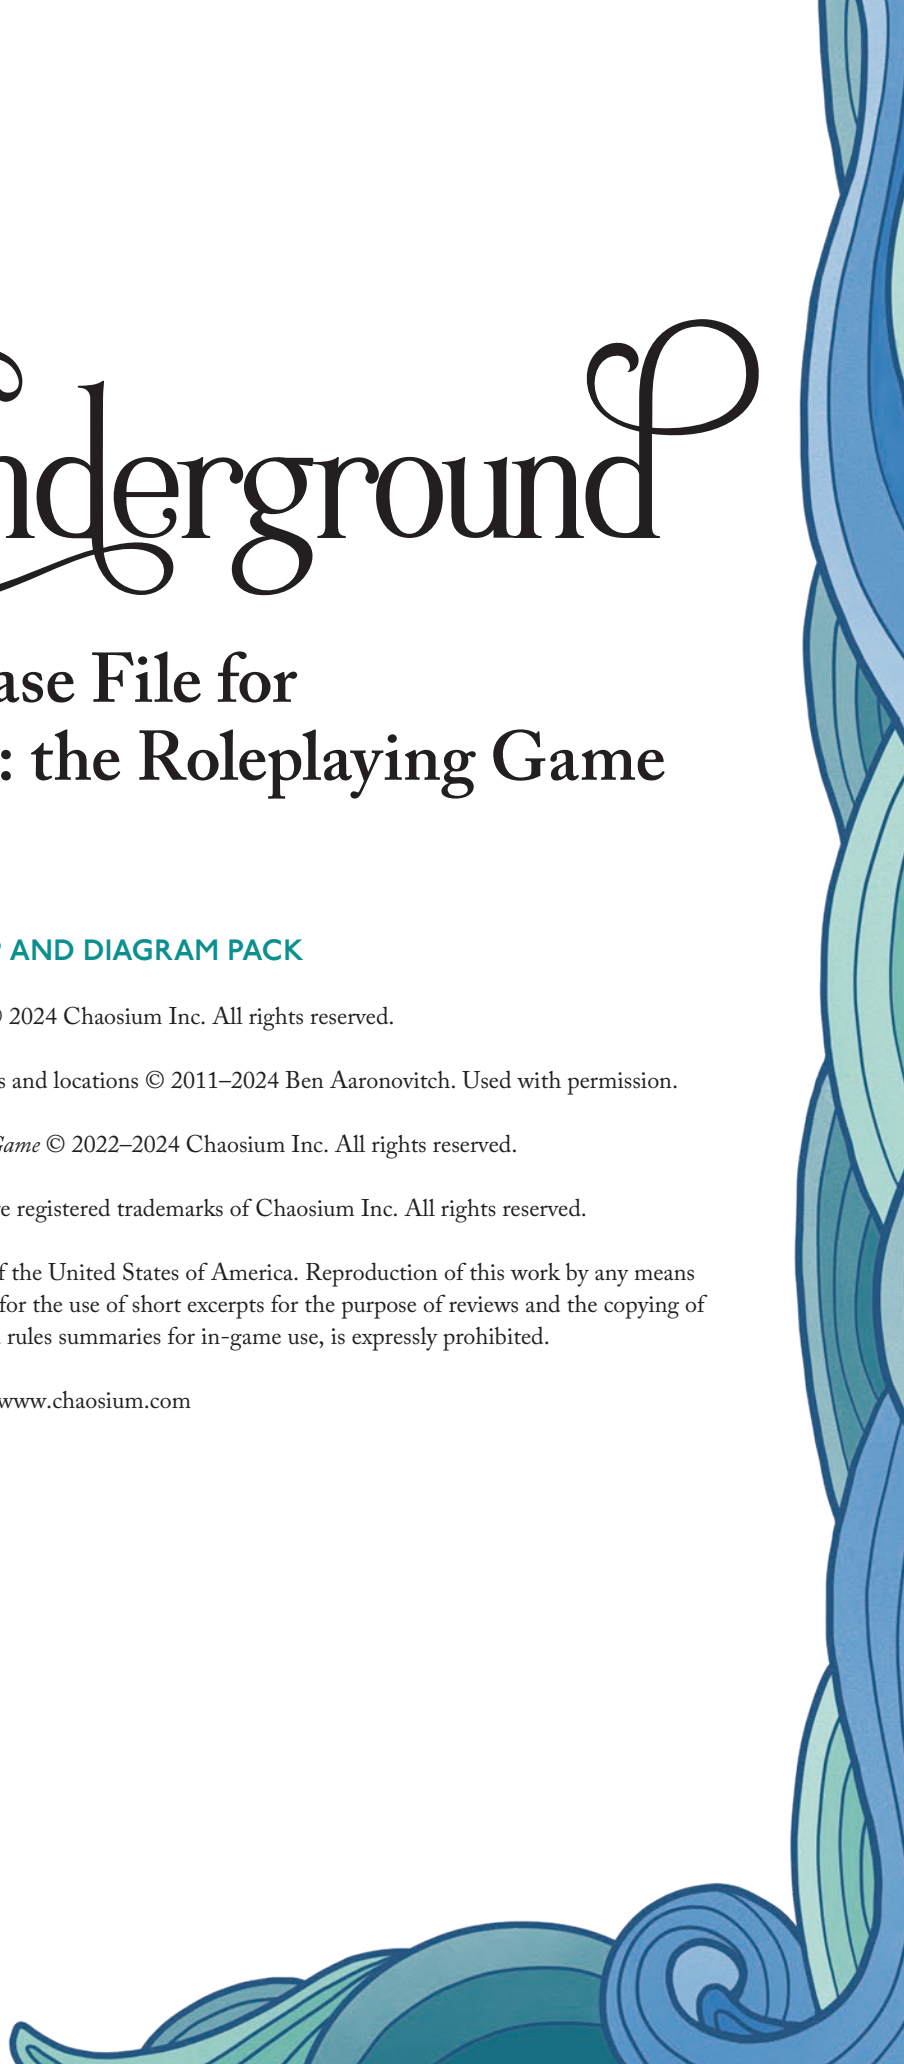 nderground
ase File for
: the Roleplaying Game
AND DIAGRAM PACK
© 2024 Chaosium Inc. All rights reserved.
s and locations © 2011–2024 Ben Aaronovitch. Used with permission.
Game © 2022–2024 Chaosium Inc. All rights reserved.
re registered trademarks of Chaosium Inc. All rights reserved.
f the United States of America. Reproduction of this work by any means
for the use of short excerpts for the purpose of reviews and the copying of
rules summaries for in-game use, is expressly prohibited.
www.chaosium.com